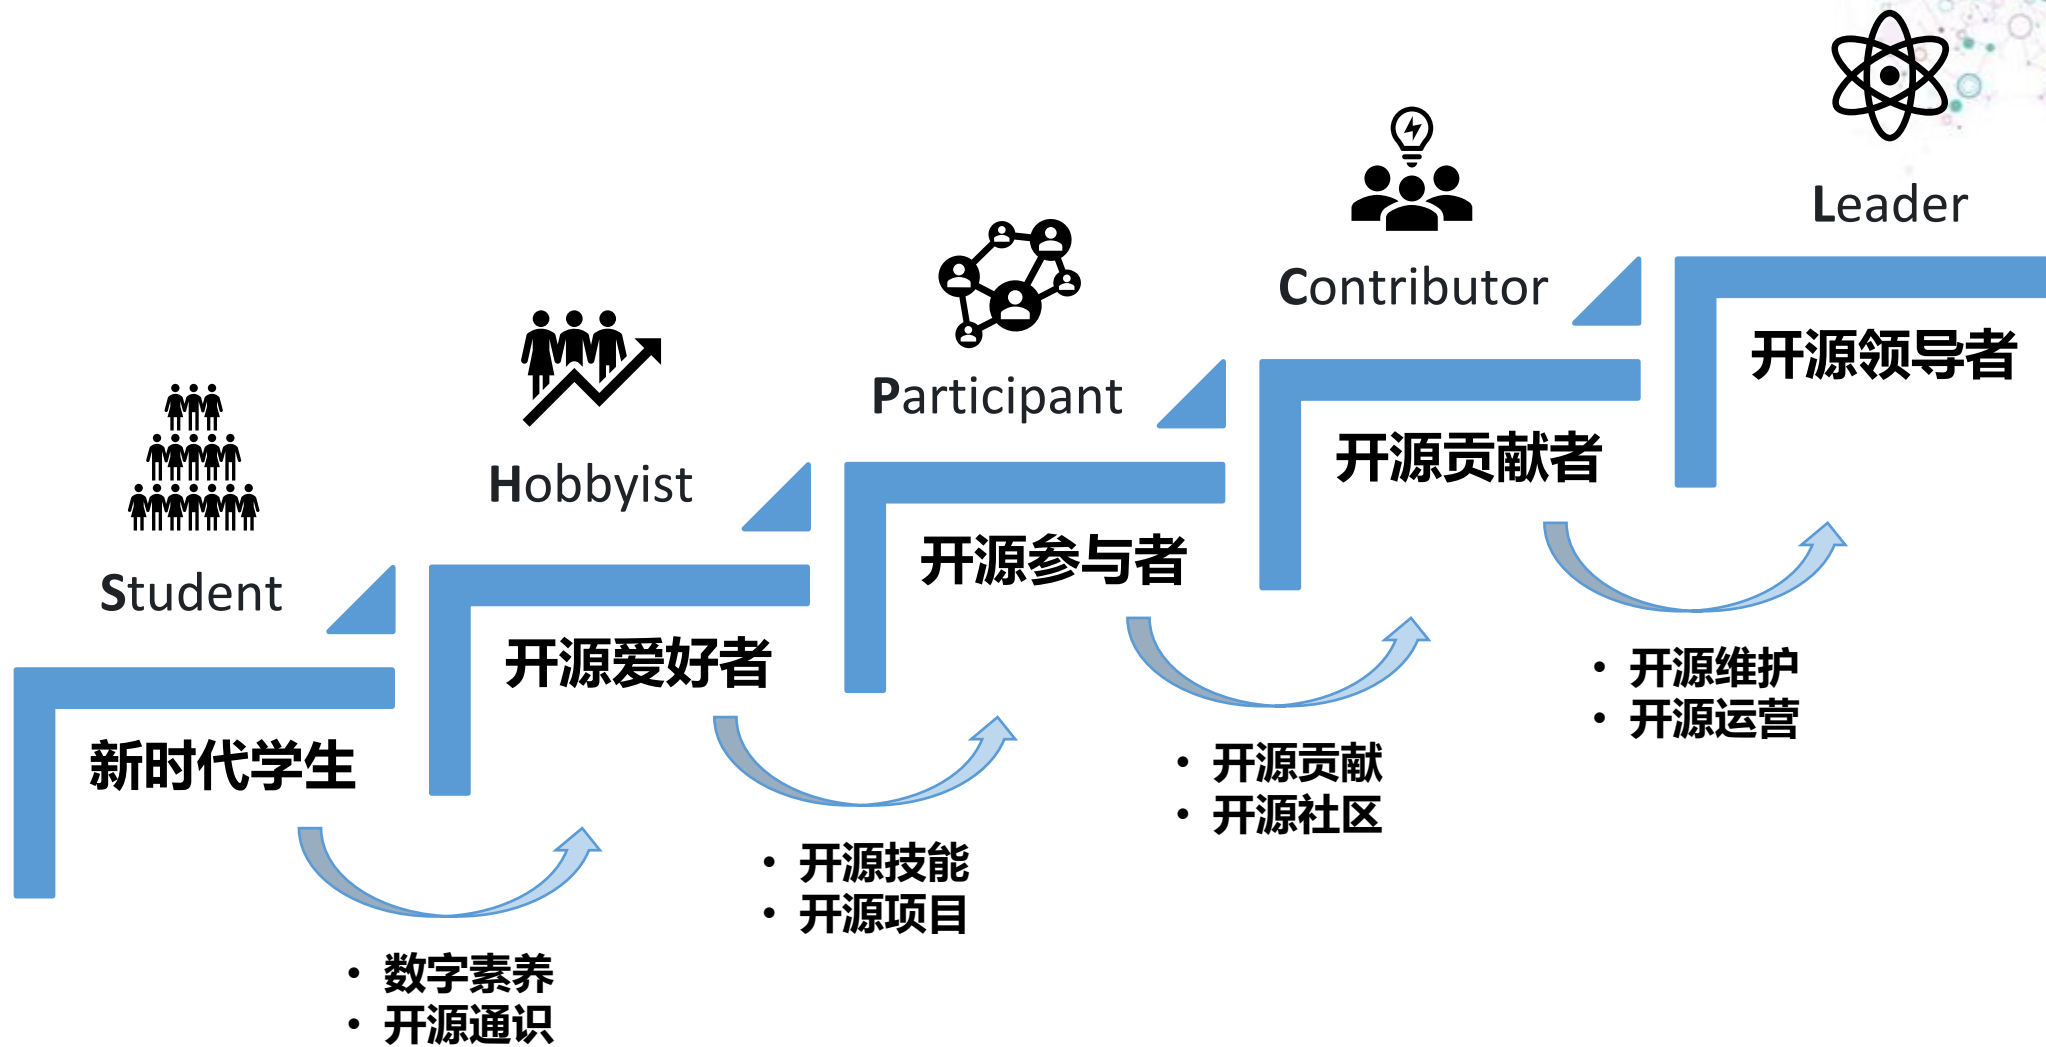 Student
新时代学生
• 数字素养
• 开源通识
Hobbyist
开源爱好者
• 开源技能
• 开源项目
Participant
开源参与者
• 开源贡献
• 开源社区
Contributor
开源贡献者
• 开源维护
• 开源运营
Leader
开源领导者